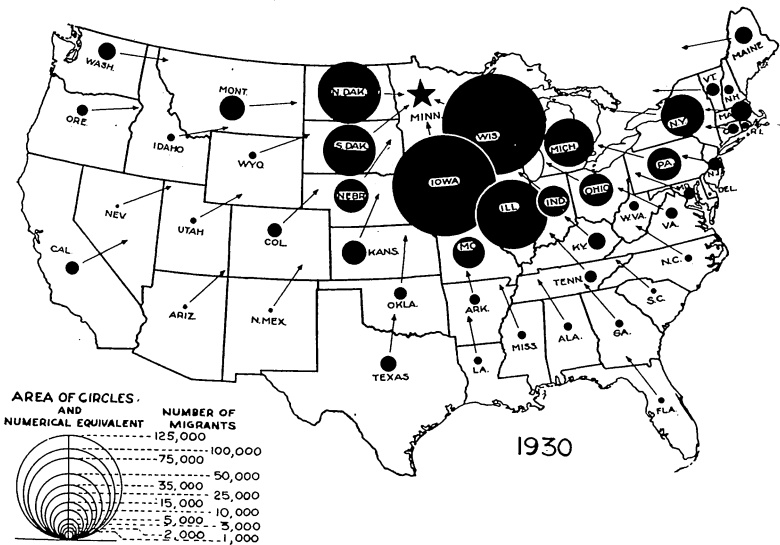 WASH.
MAINE
MONT.
N.DAK.
VT.
N.H.
ORE.
MINN.
WIS
N.Y.
MA
R.I.
C
IDAHO
S.DAK.
MICH.
WYO.
PA.
N.J.
IOWA
NEBR
OHIO
IND.
ILL.
MD.
DEL.
NEV.
UTAH
COL.
W.VA.
VA.
CAL.
KANS.
MO
KY.
N.C.
TENN.
OKLA.
ARIZ.
N.MEX.
ARK.
S.C.
MISS.
ALA.
GA.
TEXAS
LA.
FLA.
1930
AREA OF CIRCLES
AND
NUMERICAL EQUIVALENT
NUMBER OF
MIGRANTS
125,000
100,000
75,000
50,000
35,000
25,000
15,000
10,000
5,000
3,000
2,000
1,000